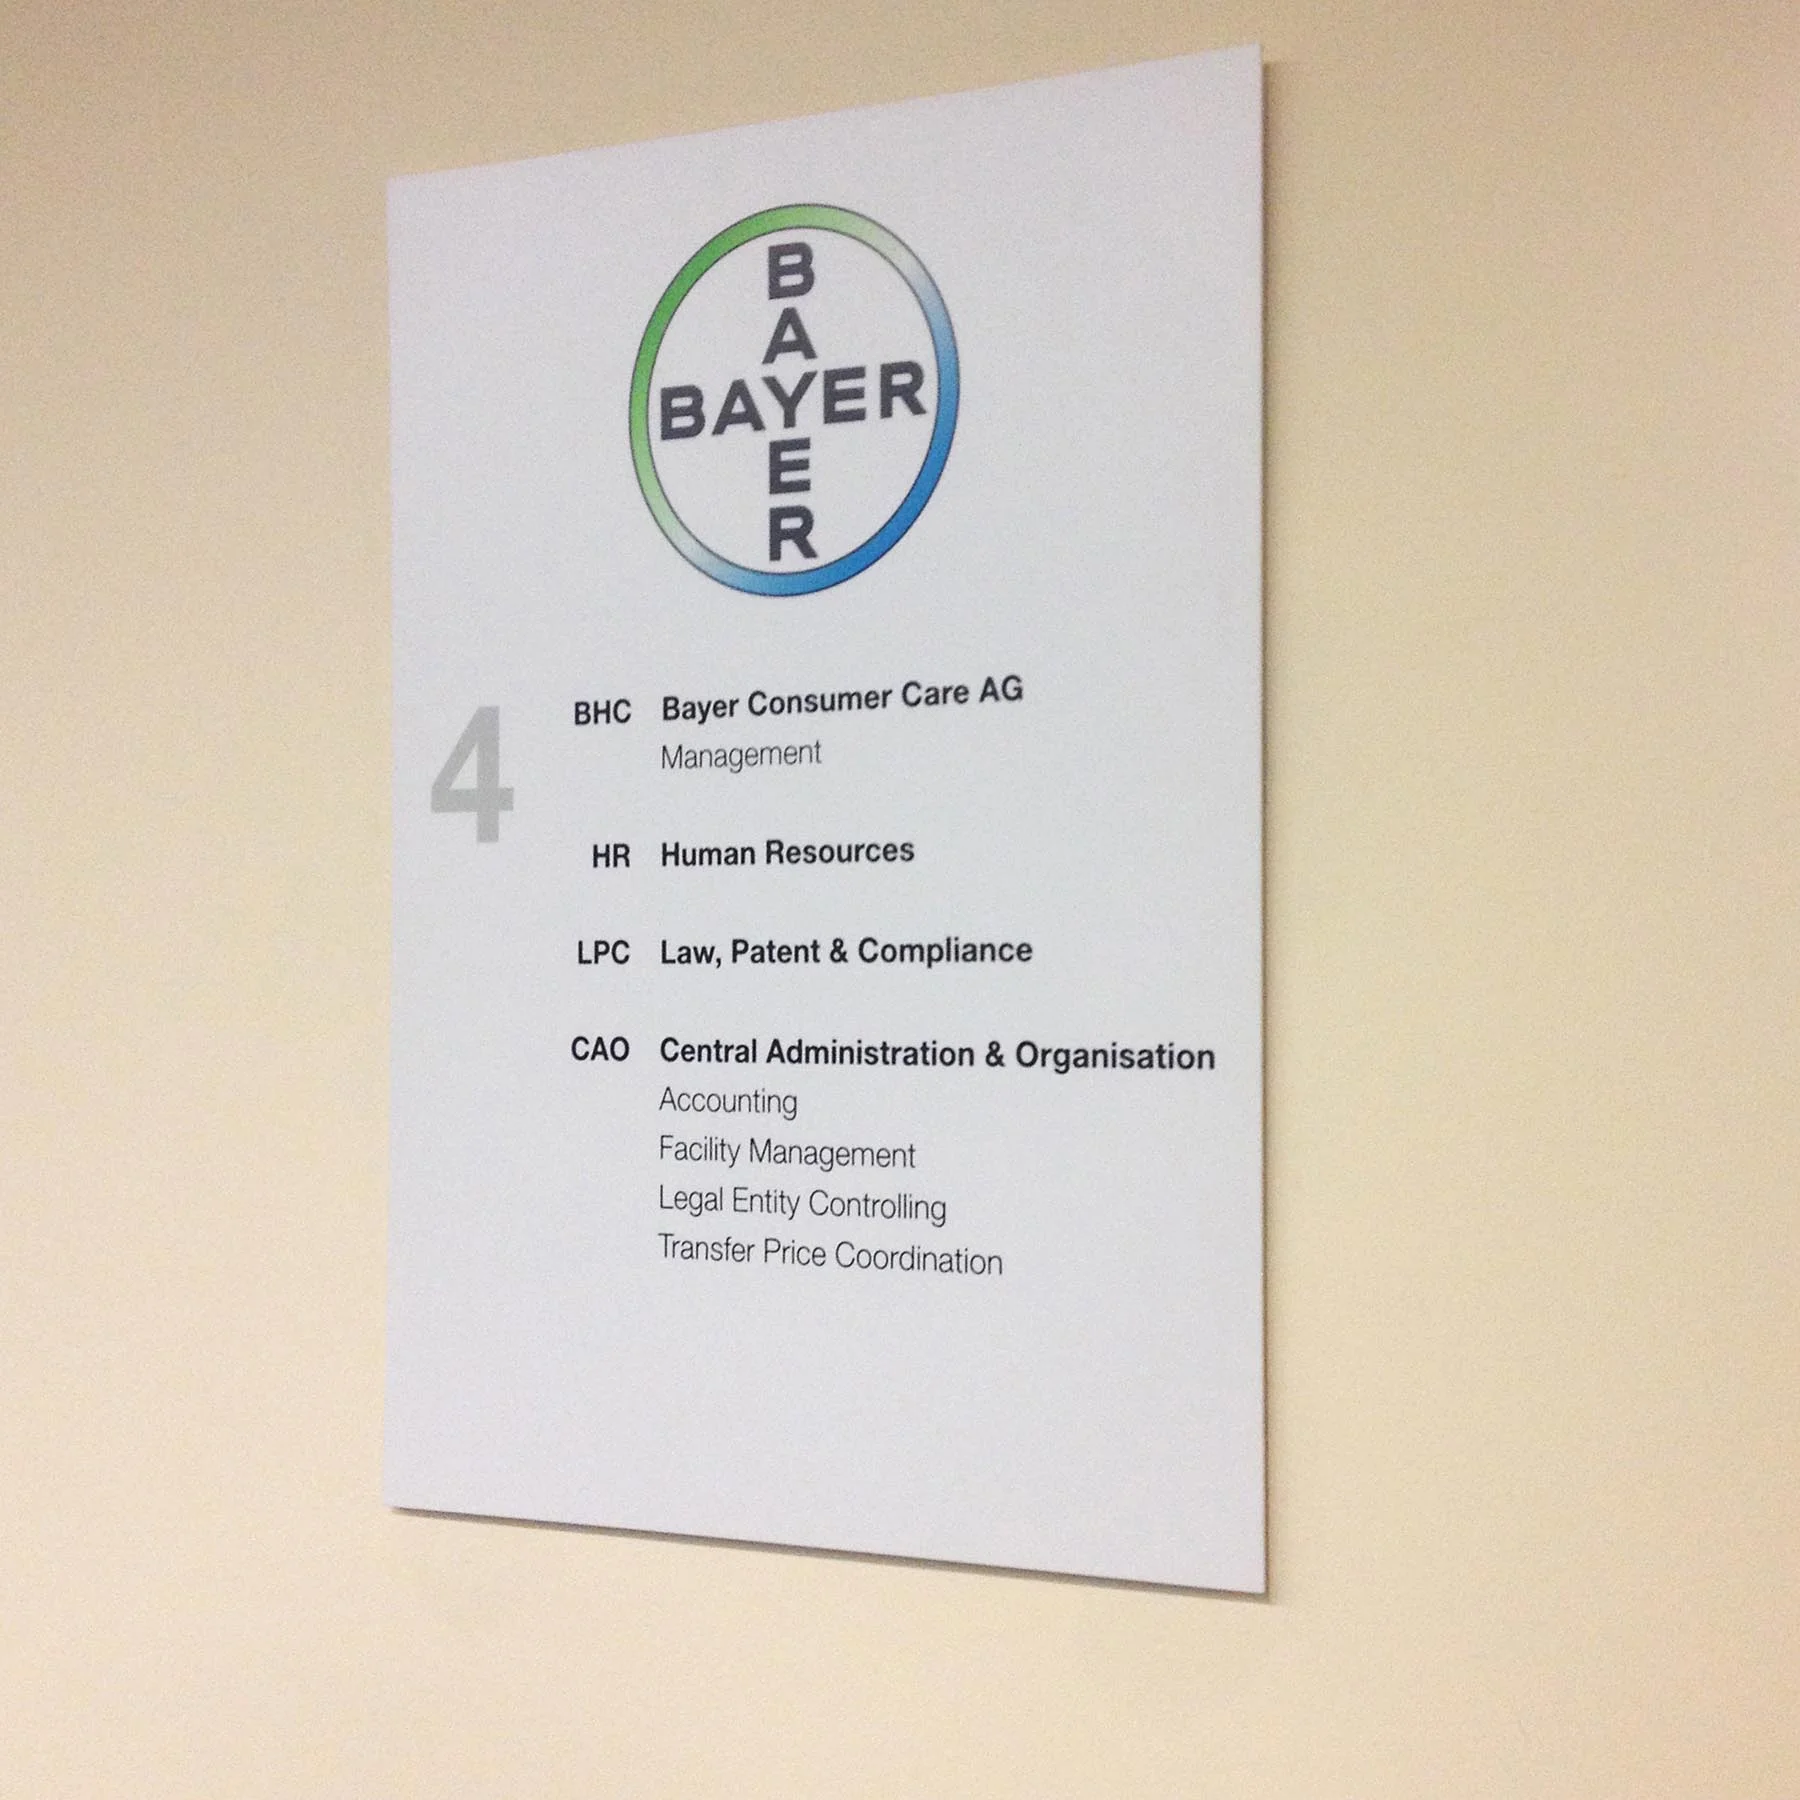 BAYER
BAYER
4
BHC Bayer Consumer Care AG
Management
HR Human Resources
LPC Law, Patent & Compliance
CAO Central Administration & Organisation
Accounting
Facility Management
Legal Entity Controlling
Transfer Price Coordination